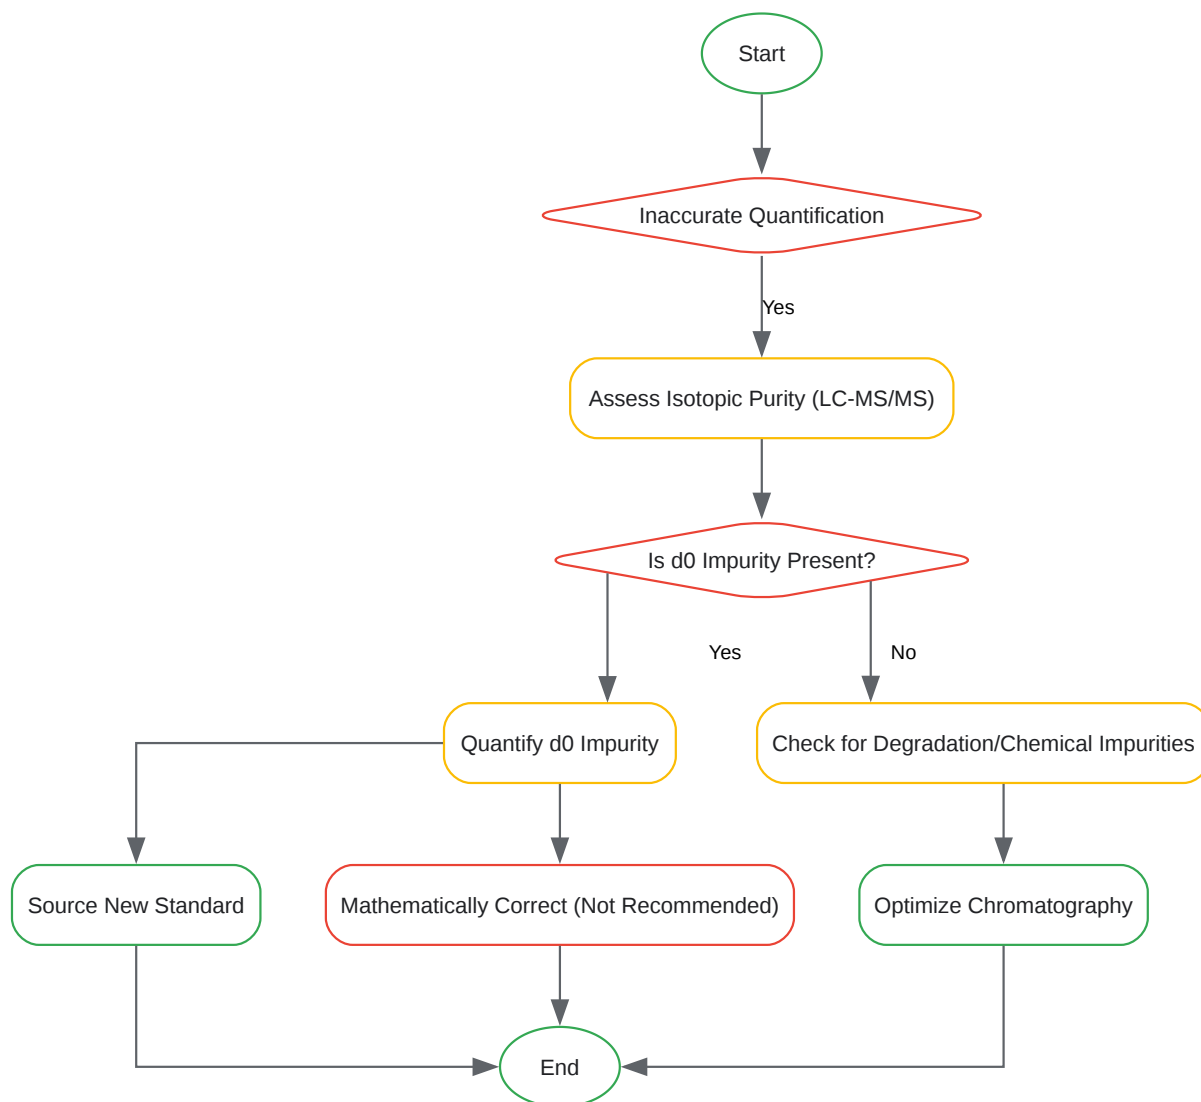 Start
Inaccurate Quantification
Yes
Assess Isotopic Purity (LC-MS/MS)
Is d0 Impurity Present?
Yes
No
Quantify d0 Impurity
Check for Degradation/Chemical Impurities
Source New Standard
Mathematically Correct (Not Recommended)
Optimize Chromatography
End